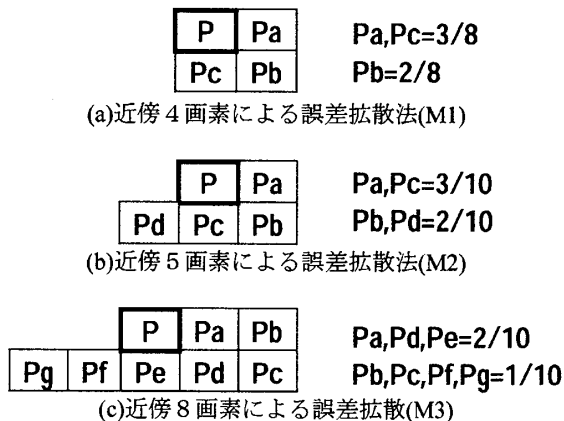 P Pa Pa,Pc=3/8
Pc Pb Pb=2/8
(a)近傍4画素による誤差拡散法(M1)
P Pa Pa,Pc=3/10
Pd Pc Pb Pb,Pd=2/10
(b)近傍5画素による誤差拡散法(M2)
P Pa Pb Pa,Pd,Pe=2/10
Pg Pf Pe Pd Pc Pb,Pc,Pf,Pg=1/10
(c)近傍8画素による誤差拡散(M3)